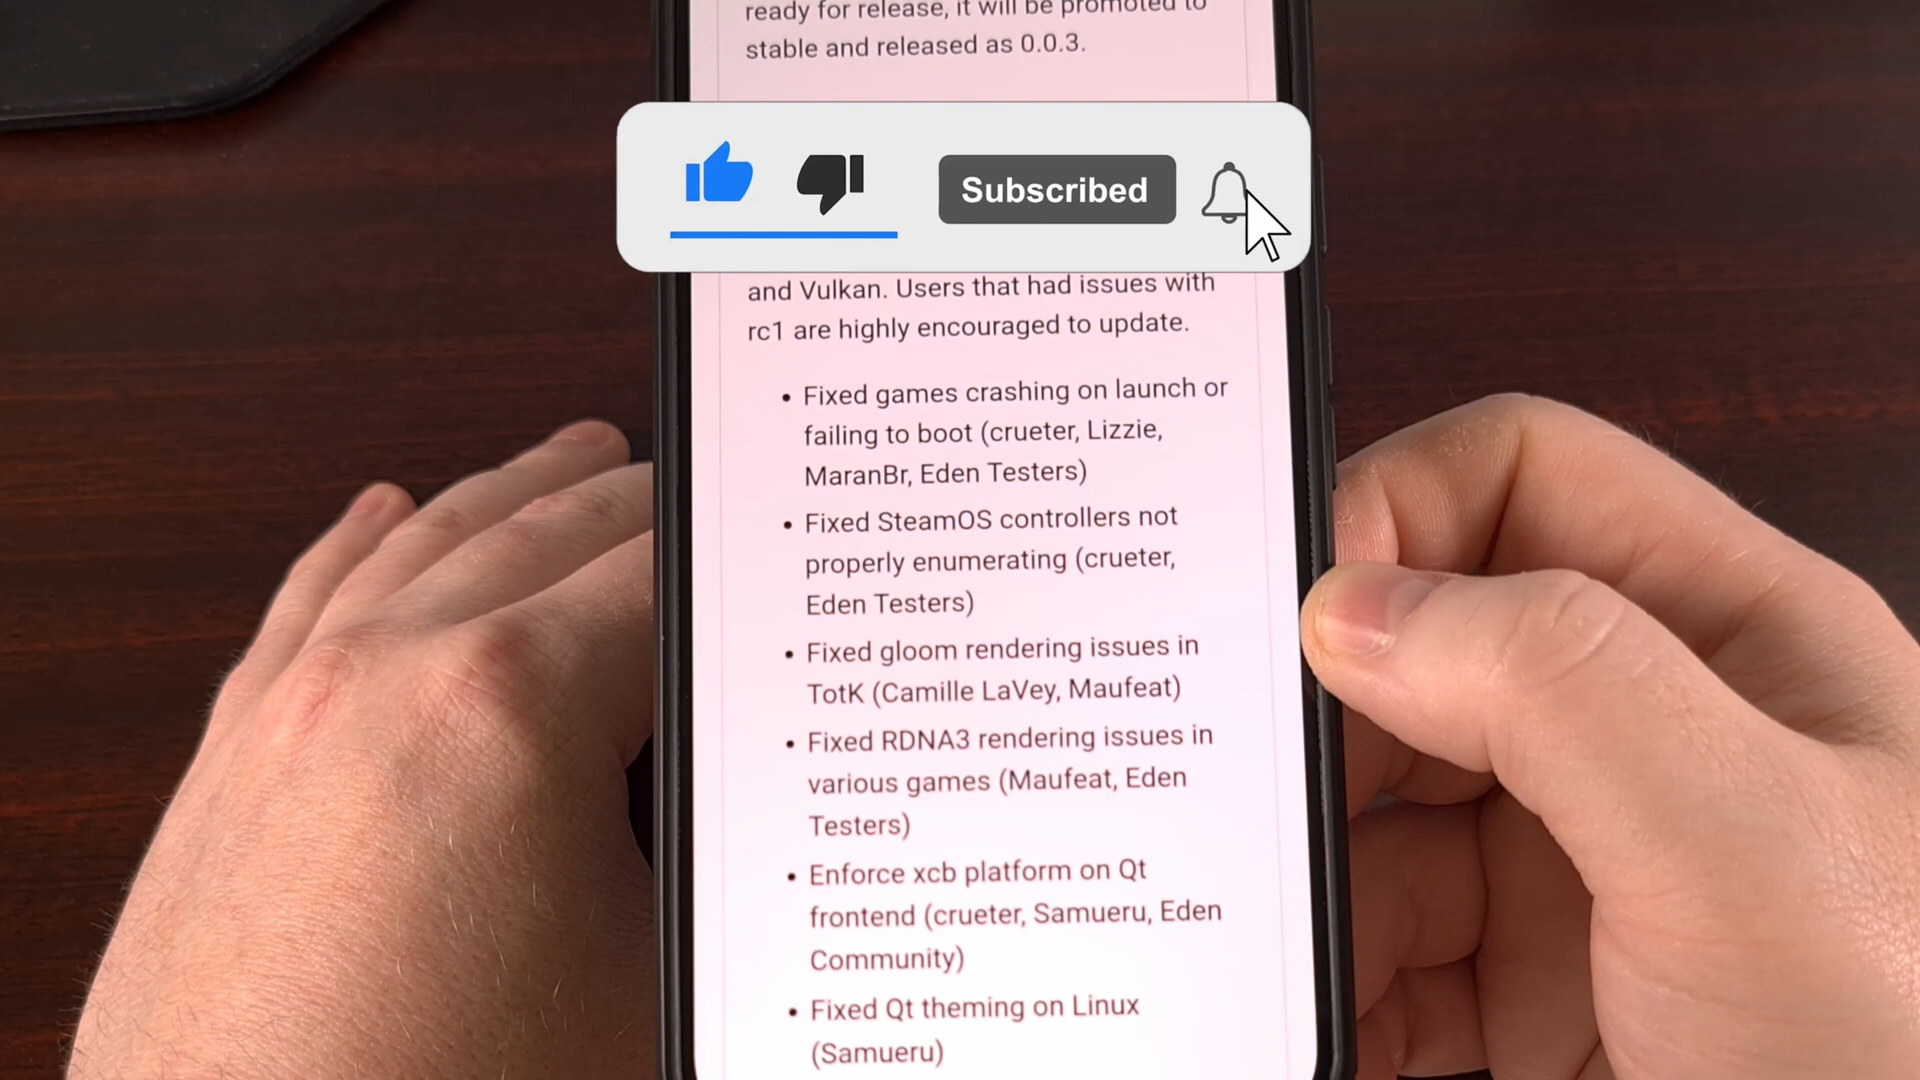 ready for release, it will be promoted to
stable and released as 0.0.3.
Subscribed
and Vulkan. Users that had issues with
rc1 are highly encouraged to update.
• Fixed games crashing on launch or
failing to boot (crueter, Lizzie,
MaranBr, Eden Testers)
• Fixed SteamOS controllers not
properly enumerating (crueter,
Eden Testers)
• Fixed gloom rendering issues in
TotK (Camille LaVey, Maufeat)
• Fixed RDNA3 rendering issues in
various games (Maufeat, Eden
Testers)
• Enforce xcb platform on Qt
frontend (crueter, Samueru, Eden
Community)
• Fixed Qt theming on Linux
(Samueru)